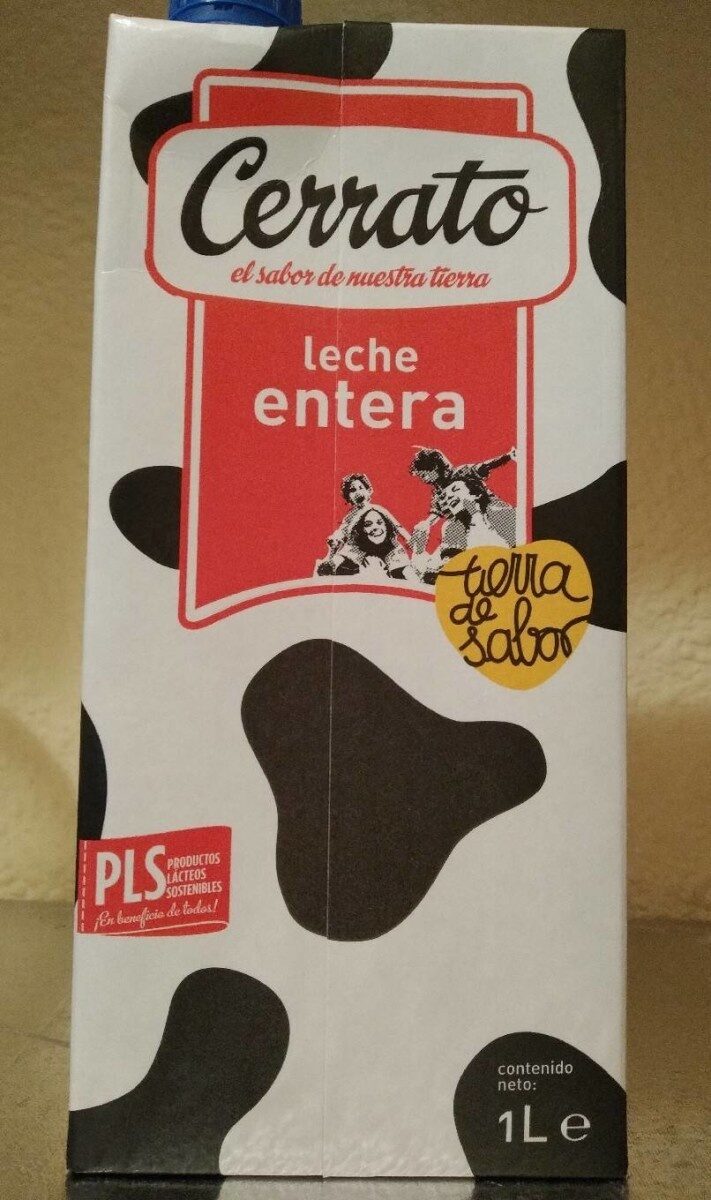 Cerrato
el sabor de nuestra tierra
leche
entera
tierra
de
sabor
PLS
PRODUCTOS
LÁCTEOS
SOSTENIBLES
¡En beneficio de todos!
contenido
neto:
1L e